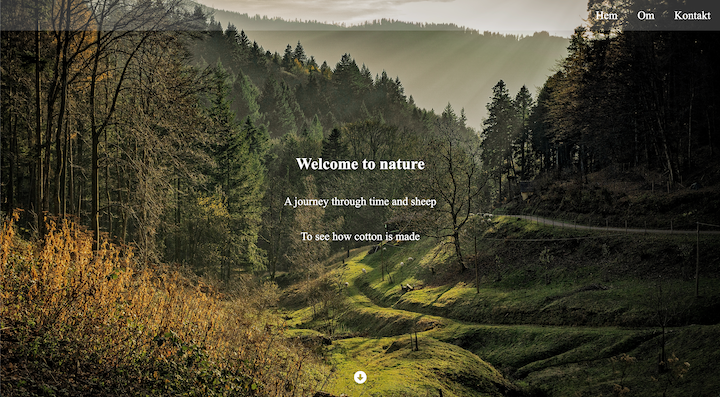 Hem Om Kontakt
Welcome to nature
A journey through time and sheep
To see how cotton is made